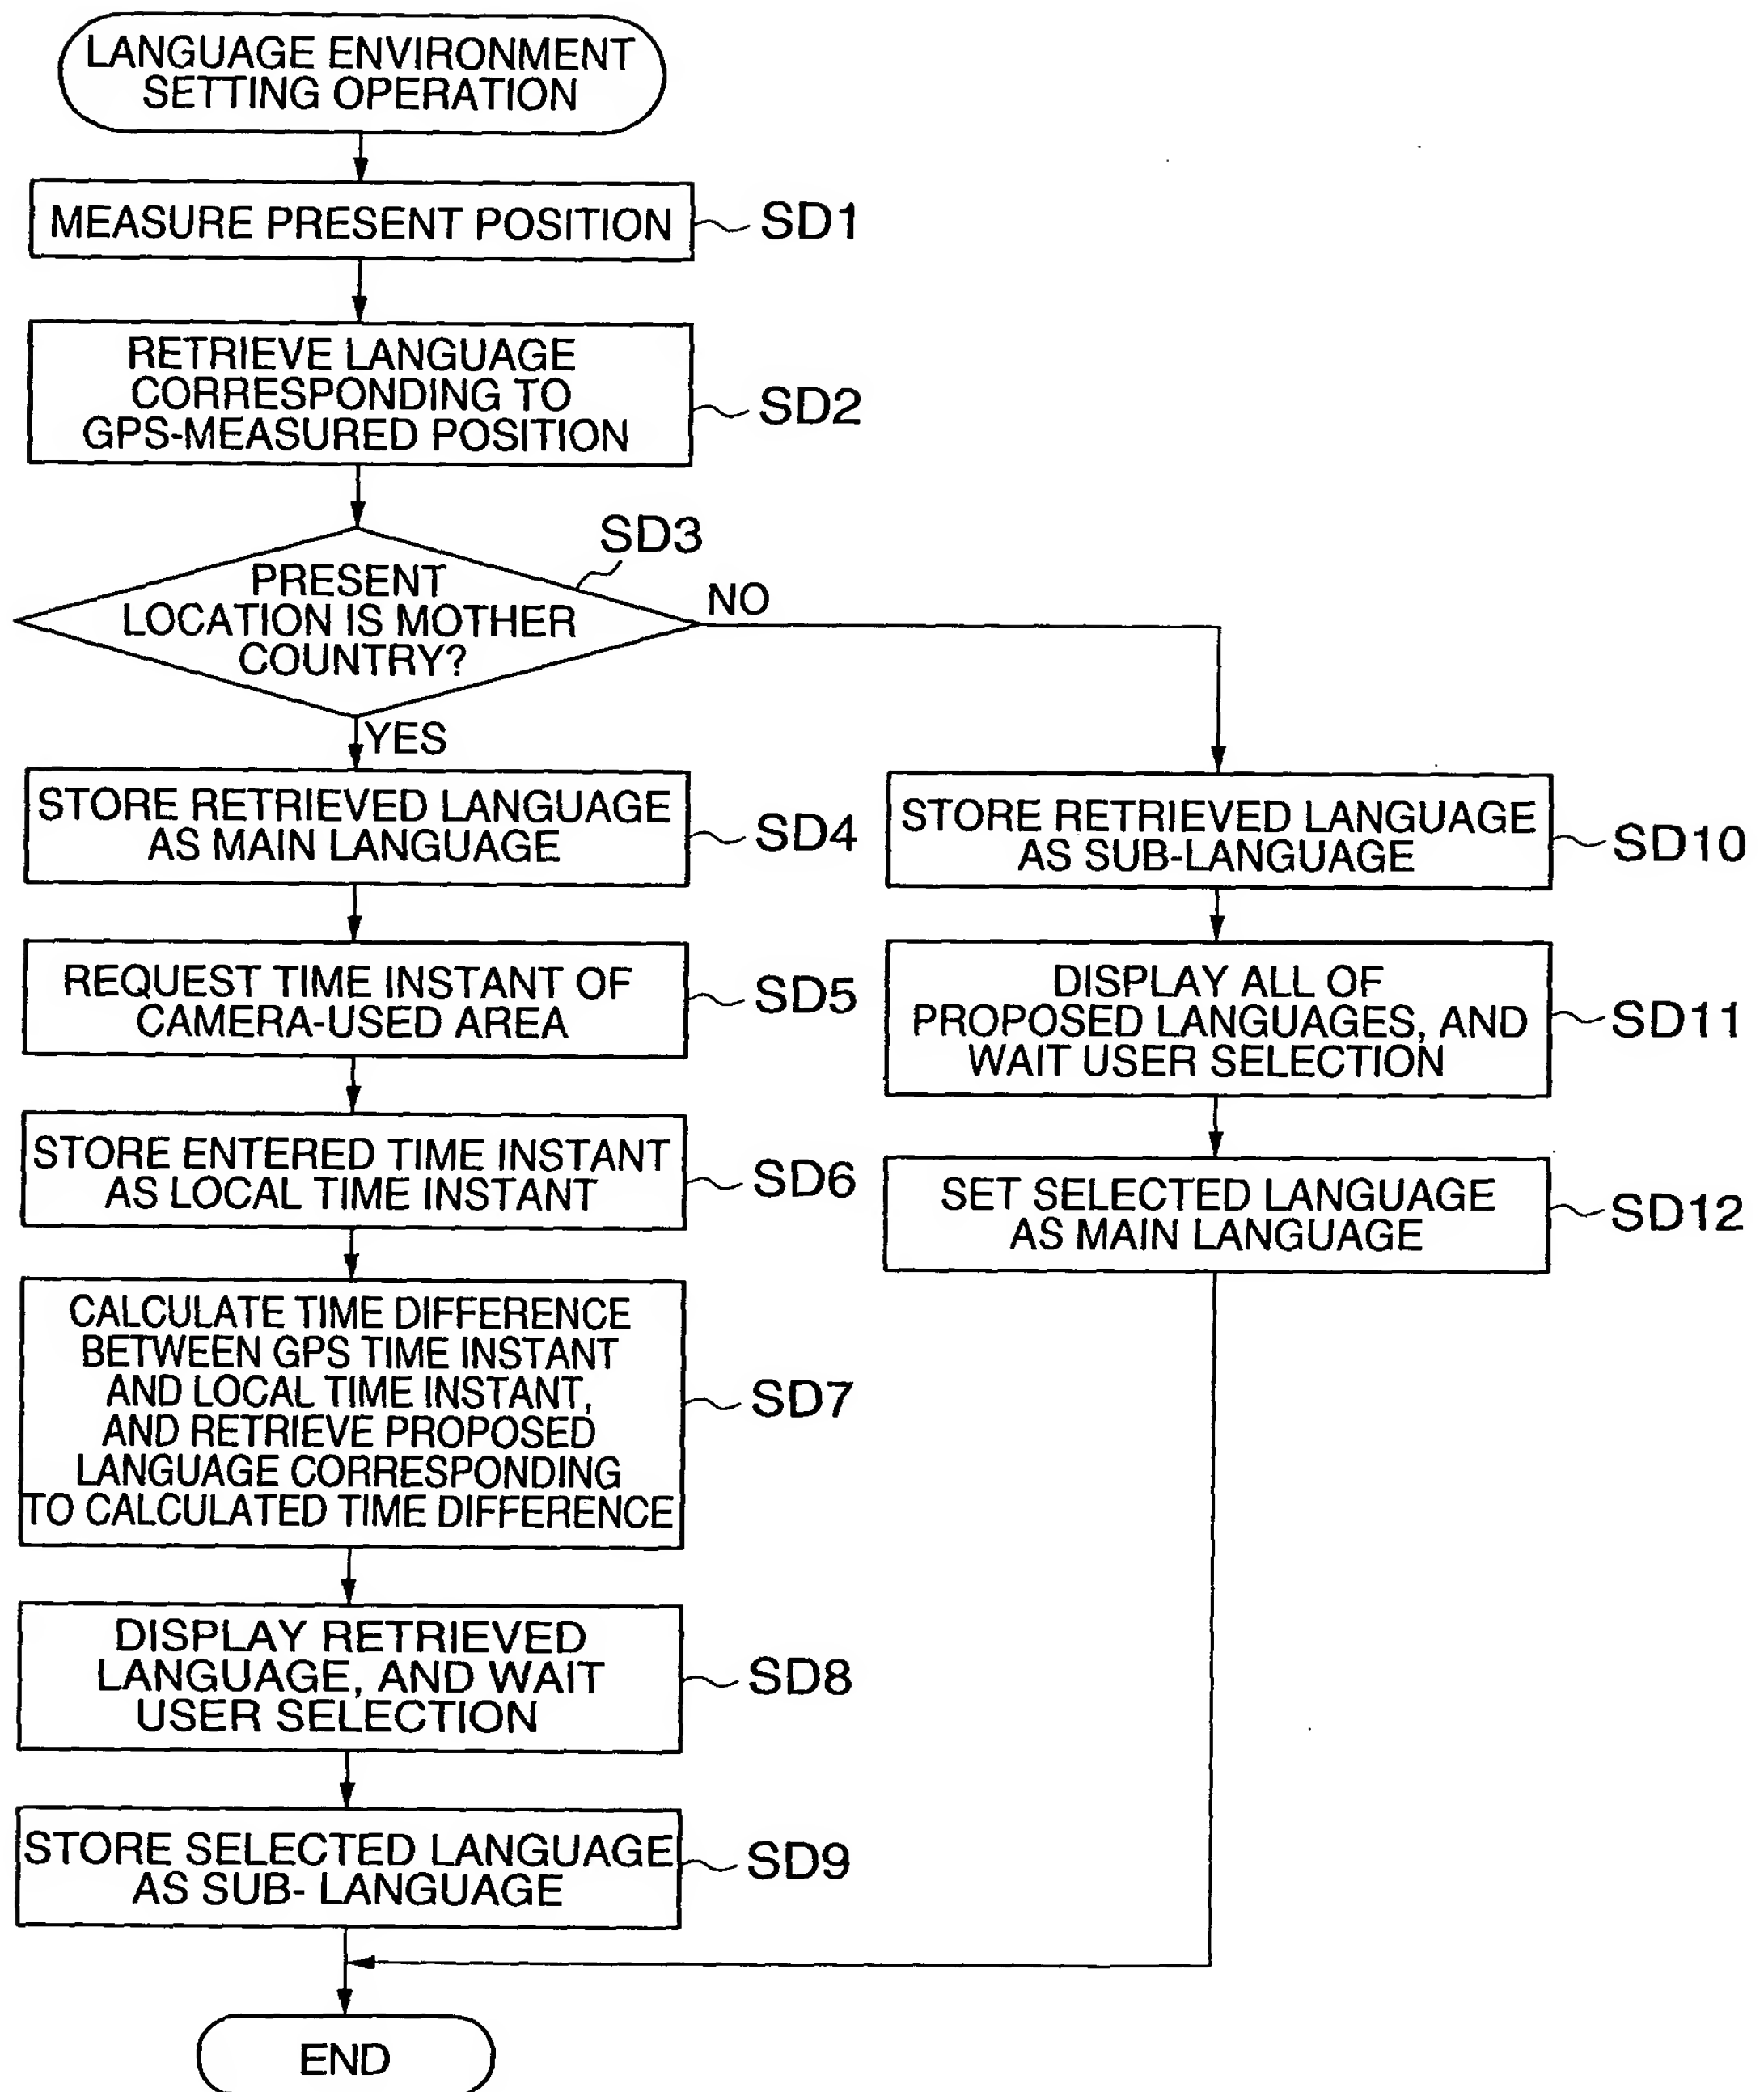 LANGUAGE ENVIRONMENT
SETTING OPERATION
MEASURE PRESENT POSITION
SD1
RETRIEVE LANGUAGE
CORRESPONDING TO
GPS-MEASURED POSITION
SD2
SD3
PRESENT
LOCATION IS MOTHER
COUNTRY?
NO
YES
STORE RETRIEVED LANGUAGE
AS MAIN LANGUAGE
SD4
REQUEST TIME INSTANT OF
CAMERA-USED AREA
SD5
STORE ENTERED TIME INSTANT
AS LOCAL TIME INSTANT
SD6
CALCULATE TIME DIFFERENCE
BETWEEN GPS TIME INSTANT
AND LOCAL TIME INSTANT,
AND RETRIEVE PROPOSED
LANGUAGE CORRESPONDING
TO CALCULATED TIME DIFFERENCE
SD7
DISPLAY RETRIEVED
LANGUAGE, AND WAIT
USER SELECTION
SD8
STORE SELECTED LANGUAGE
AS SUB- LANGUAGE
SD9
STORE RETRIEVED LANGUAGE
AS SUB-LANGUAGE
SD10
DISPLAY ALL OF
PROPOSED LANGUAGES, AND
WAIT USER SELECTION
SD11
SET SELECTED LANGUAGE
AS MAIN LANGUAGE
SD12
END